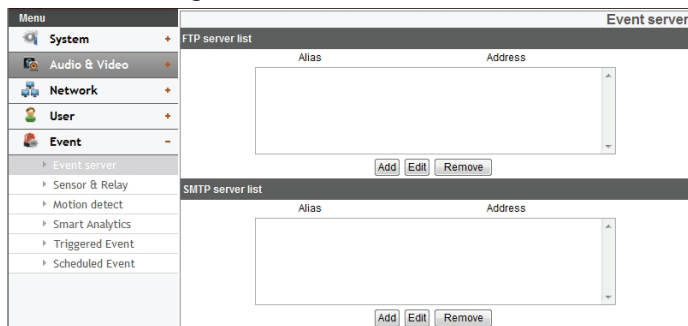 Menu
Event server
System +
Audio & Video +
Network +
User +
Event -
Event server
Sensor & Relay
Motion detect
Smart Analytics
Triggered Event
Scheduled Event
FTP server list
Alias Address
Add Edit Remove
SMTP server list
Alias Address
Add Edit Remove